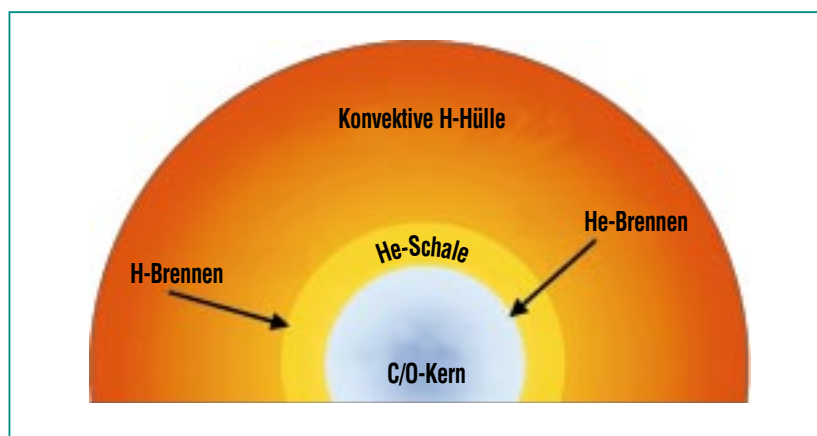 Konvektive H-Hülle
He-Brennen
He-Schale
H-Brennen
C/O-Kern